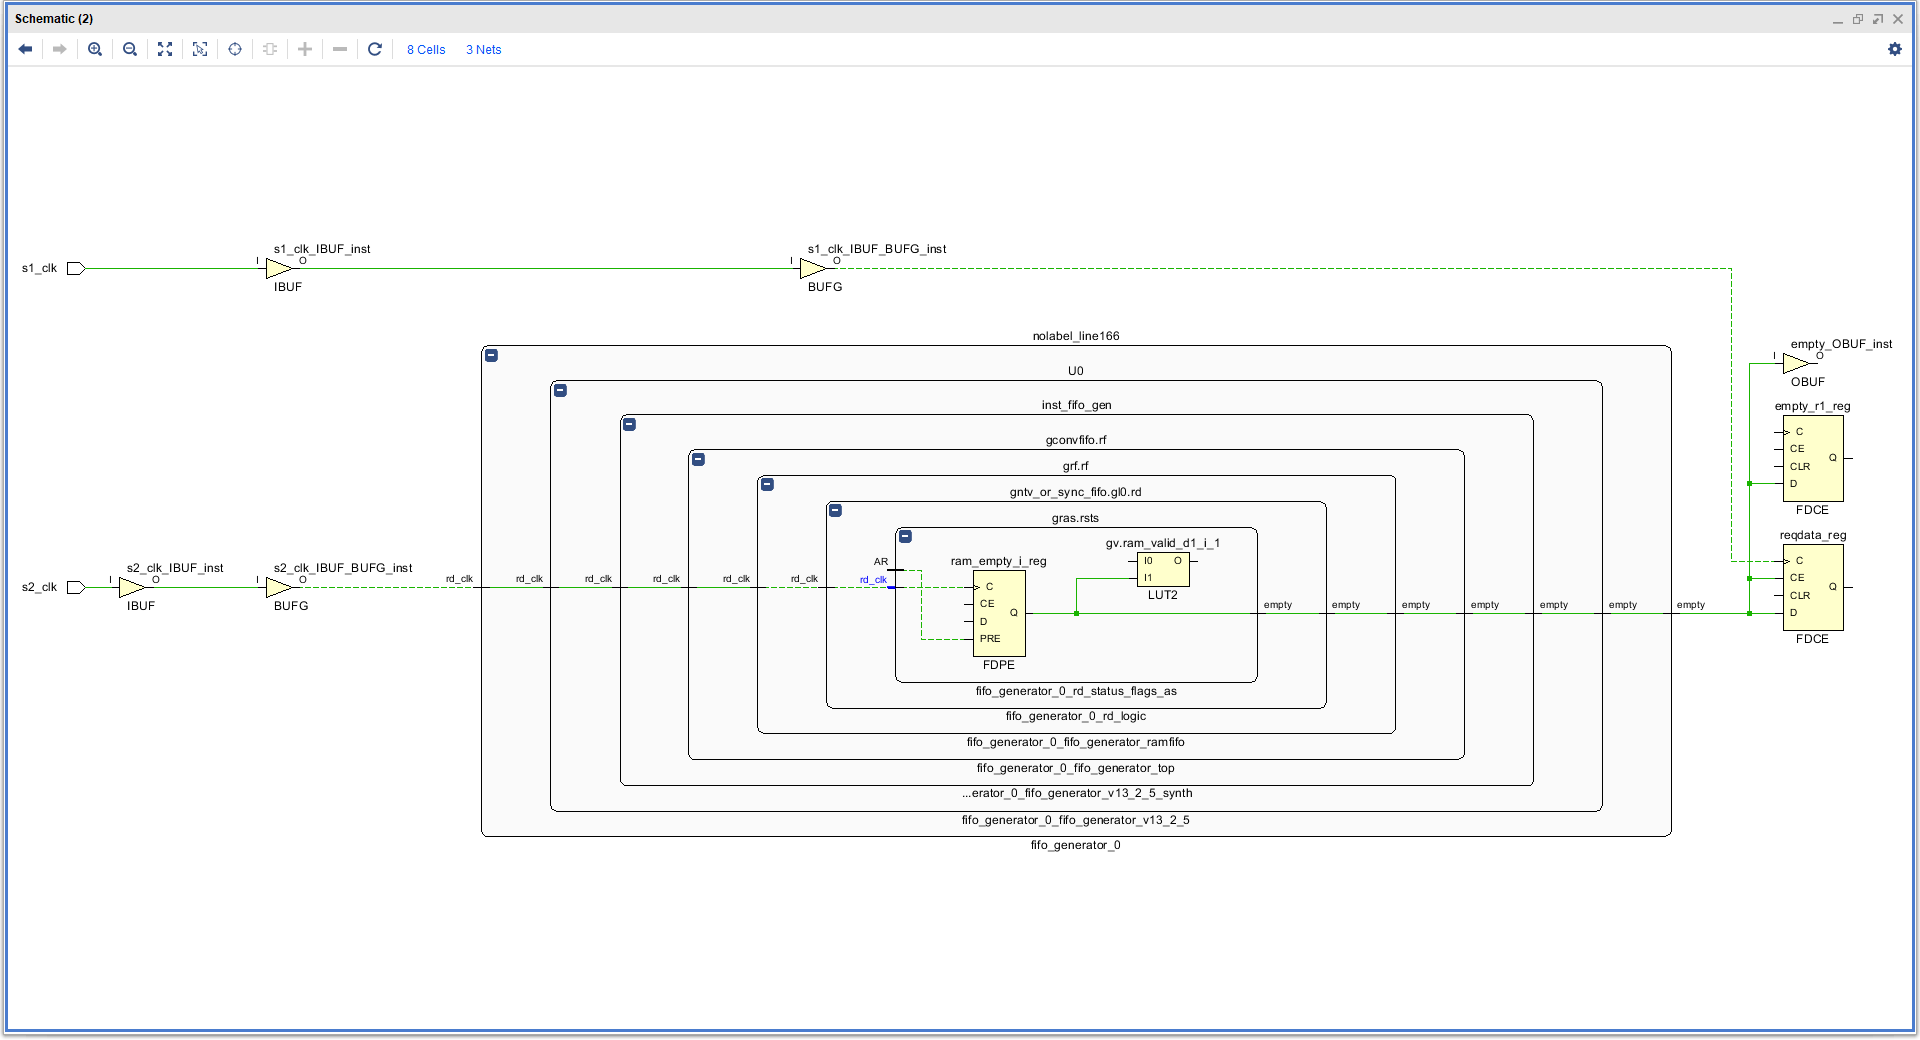 Schematic (2)
8 Cells
3 Nets
s1_clk_IBUF_inst
s1_clk_IBUF_BUFG_inst
s1_clk
I
O
I
O
IBUF
BUFG
nolabel_line166
empty_OBUF_inst
I
O
U0
OBUF
inst_fifo_gen
empty_r1_reg
gconvfifo.rf
C
CE
CLR
D
Q
FDCE
grf.rf
gntv_or_sync_fifo.gl0.rd
gras.rsts
reqdata_reg
C
CE
CLR
D
Q
FDCE
gv.ram_valid_d1_i_1
I0
I1
O
LUT2
AR
ram_empty_i_reg
C
CE
D
PRE
Q
FDPE
s2_clk_IBUF_inst
s2_clk_IBUF_BUFG_inst
s2_clk
I
O
I
O
IBUF
BUFG
rd_clk
rd_clk
rd_clk
rd_clk
rd_clk
rd_clk
rd_clk
empty
empty
empty
empty
empty
empty
empty
fifo_generator_0_rd_status_flags_as
fifo_generator_0_rd_logic
fifo_generator_0_fifo_generator_ramfifo
fifo_generator_0_fifo_generator_top
...erator_0_fifo_generator_v13_2_5_synth
fifo_generator_0_fifo_generator_v13_2_5
fifo_generator_0